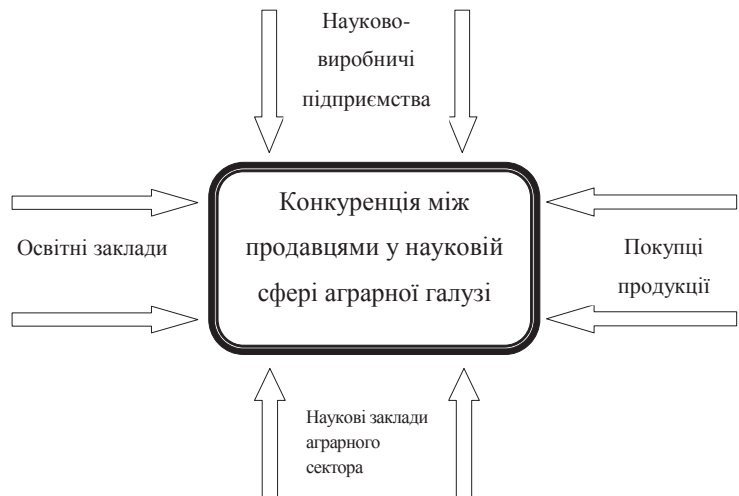 Науково-
виробничі
підприємства
Конкуренція між
продавцями у науковій
сфері аграрної галузі
Освітні заклади
Покупці
продукції
Наукові заклади
аграрного
сектора